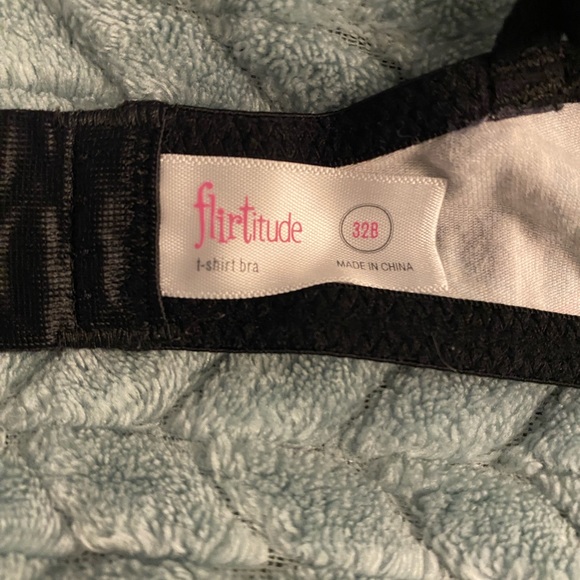 flirtitude
t-shirt bra
32B
MADE IN CHINA